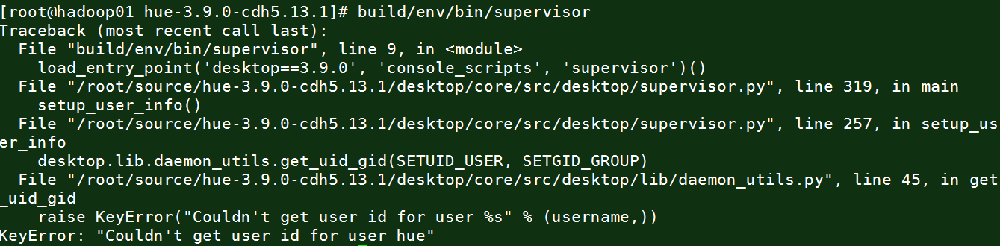 [root@hadoop01 hue-3.9.0-cdh5.13.1]# build/env/bin/supervisor
Traceback (most recent call last):
  File "build/env/bin/supervisor", line 9, in <module>
    load_entry_point('desktop==3.9.0', 'console_scripts', 'supervisor')()
  File "/root/source/hue-3.9.0-cdh5.13.1/desktop/core/src/desktop/supervisor.py", line 319, in main
    setup_user_info()
  File "/root/source/hue-3.9.0-cdh5.13.1/desktop/core/src/desktop/supervisor.py", line 257, in setup_us
er_info
    desktop.lib.daemon_utils.get_uid_gid(SETUID_USER, SETGID_GROUP)
  File "/root/source/hue-3.9.0-cdh5.13.1/desktop/core/src/desktop/lib/daemon_utils.py", line 45, in get
_uid_gid
    raise KeyError("Couldn't get user id for user %s" % (username,))
KeyError: "Couldn't get user id for user hue"